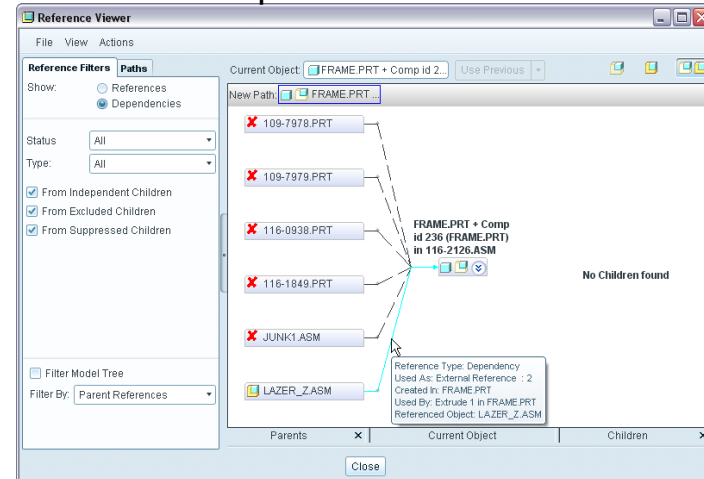 Reference Viewer
File View Actions
Reference Filters Paths
Show: References
Dependencies
Status All
Type: All
From Independent Children
From Excluded Children
From Suppressed Children
Filter Model Tree
Filter By: Parent References
Current Object: FRAME.PRT + Comp id 2... Use Previous
New Path: FRAME.PRT ...
109-7978.PRT
109-7979.PRT
116-0938.PRT
116-1849.PRT
JUNK1.ASM
LAZER_Z.ASM
FRAME.PRT + Comp
id 236 (FRAME.PRT)
in 116-2126.ASM
No Children found
Reference Type: Dependency
Used As: External Reference : 2
Created In: FRAME.PRT
Used By: Extrude 1 in FRAME.PRT
Referenced Object: LAZER_Z.ASM
Parents Current Object Children
Close